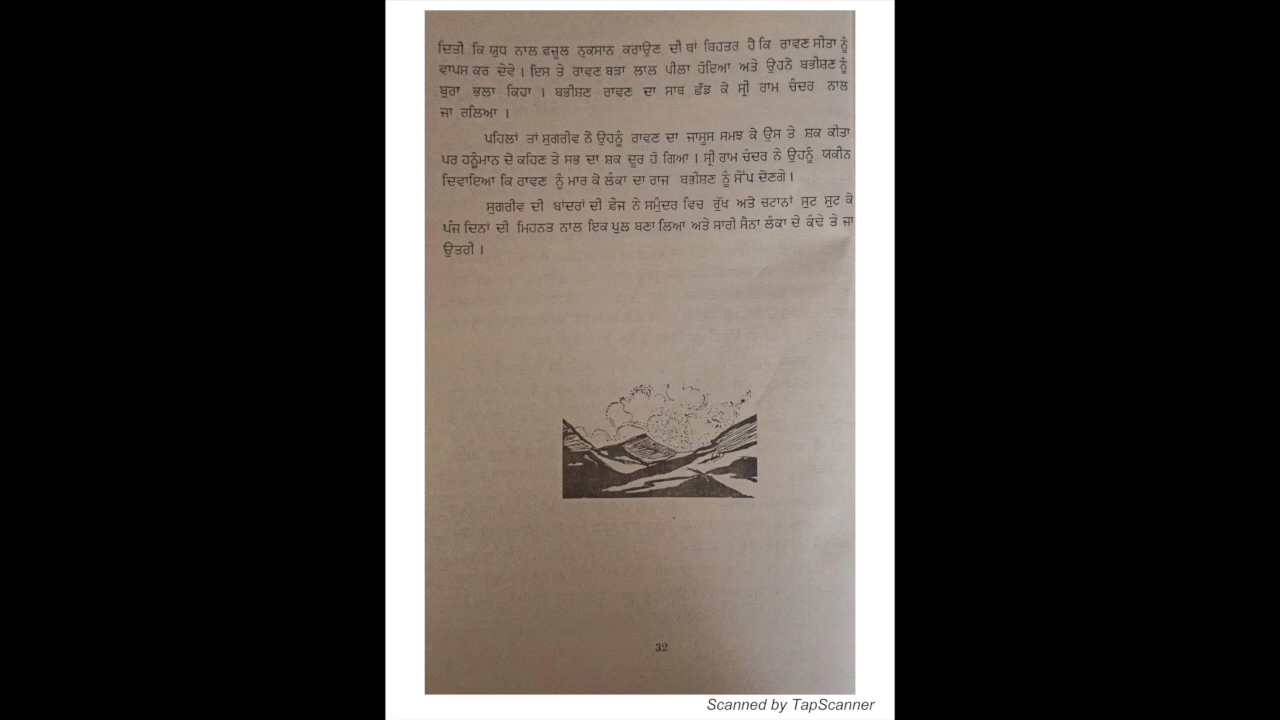 ਦਿਤੀ ਕਿ ਯੁਧ ਨਾਲ ਫਜ਼ੂਲ ਨੁਕਸਾਨ ਕਰਾਉਣ ਦੀ ਥਾਂ ਬਿਹਤਰ ਹੈ ਕਿ ਰਾਵਣ ਸੀਤਾ ਨੂੰ
ਵਾਪਸ ਕਰ ਦੇਵੇ । ਇਸ ਤੇ ਰਾਵਣ ਬੜਾ ਲਾਲ ਪੀਲਾ ਹੋਇਆ ਅਤੇ ਉਹਨੇ ਬਭੀਸ਼ਣ ਨੂੰ
ਬੁਰਾ ਭਲਾ ਕਿਹਾ । ਬਭੀਸ਼ਣ ਰਾਵਣ ਦਾ ਸਾਥ ਛੱਡ ਕੇ ਸ੍ਰੀ ਰਾਮ ਚੰਦਰ ਨਾਲ
ਜਾ ਰਲਿਆ ।
ਪਹਿਲਾਂ ਤਾਂ ਸੁਗਰੀਵ ਨੇ ਉਹਨੂੰ ਰਾਵਣ ਦਾ ਜਾਸੂਸ ਸਮਝ ਕੇ ਉਸ ਤੇ ਸ਼ਕ ਕੀਤਾ
ਪਰ ਹਨੂੰਮਾਨ ਦੇ ਕਹਿਣ ਤੇ ਸਭ ਦਾ ਸ਼ਕ ਦੂਰ ਹੋ ਗਿਆ । ਸ੍ਰੀ ਰਾਮ ਚੰਦਰ ਨੇ ਉਹਨੂੰ ਯਕੀਨ
ਦਿਵਾਇਆ ਕਿ ਰਾਵਣ ਨੂੰ ਮਾਰ ਕੇ ਲੰਕਾ ਦਾ ਰਾਜ ਬਭੀਸ਼ਣ ਨੂੰ ਸੌਂਪ ਦੇਣਗੇ ।
ਸੁਗਰੀਵ ਦੀ ਬਾਂਦਰਾਂ ਦੀ ਫ਼ੌਜ ਨੇ ਸਮੁੰਦਰ ਵਿਚ ਰੁੱਖ ਅਤੇ ਚਟਾਨਾਂ ਸੁਟ ਸੁਟ ਕੇ
ਪੰਜ ਦਿਨਾਂ ਦੀ ਮਿਹਨਤ ਨਾਲ ਇਕ ਪੁਲ ਬਣਾ ਲਿਆ ਅਤੇ ਸਾਰੀ ਸੈਨਾ ਲੰਕਾ ਦੇ ਕੰਢੇ ਤੇ ਜਾ
ਉਤਰੀ ।
32
Scanned by TapScanner